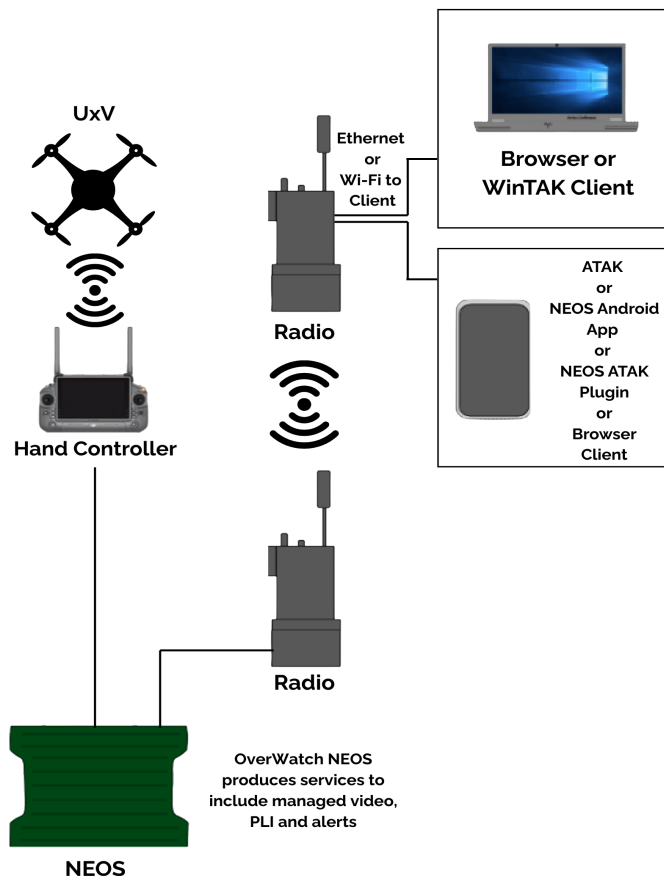 UxV
Ethernet
or
Wi-Fi to
Client
Browser or
WinTAK Client
Radio
ATAK
or
NEOS Android
App
or
NEOS ATAK
Plugin
or
Browser
Client
Hand Controller
Radio
OverWatch NEOS
produces services to
include managed video,
PLI and alerts
NEOS